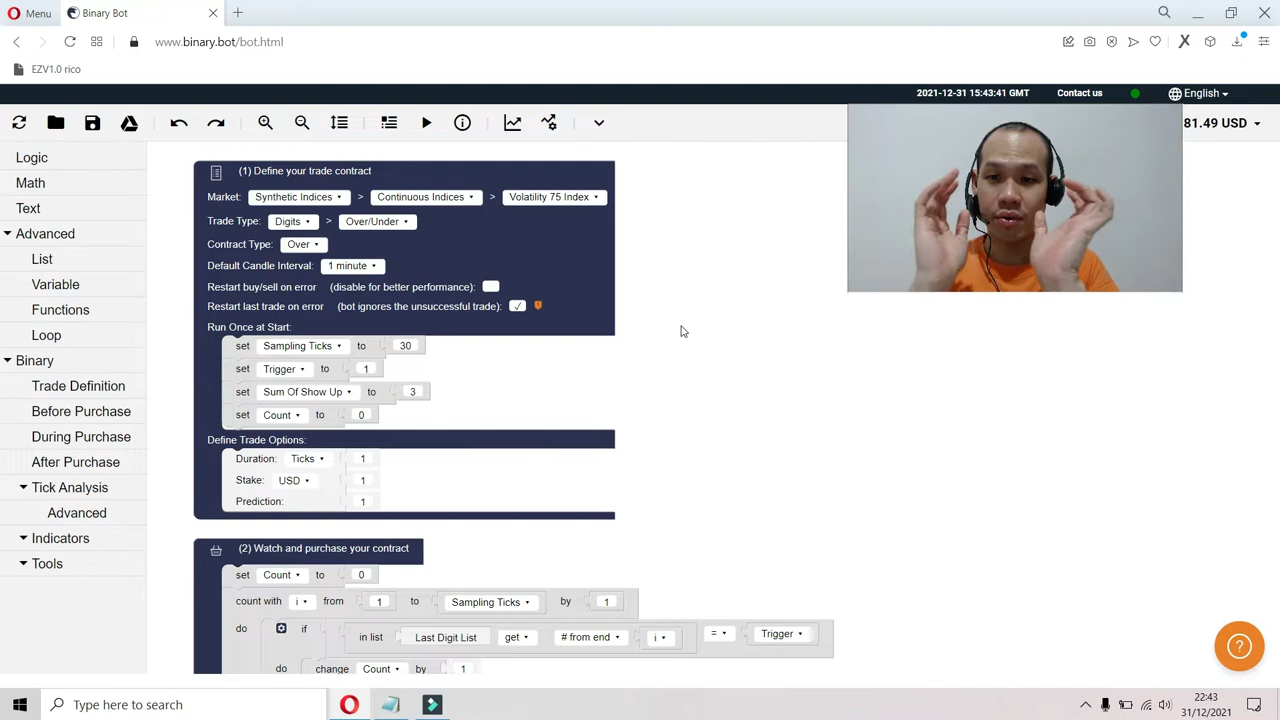 Menu
Binary Bot
www.binary.bot/bot.html
EZV1.0 rico
2021-12-31 15:43:41 GMT
Contact us
English
81.49 USD
Logic
Math
Text
Advanced
List
Variable
Functions
Loop
Binary
Trade Definition
Before Purchase
During Purchase
After Purchase
Tick Analysis
Advanced
Indicators
Tools
(1) Define your trade contract
Market: Synthetic Indices > Continuous Indices > Volatility 75 Index
Trade Type: Digits > Over/Under
Contract Type: Over
Default Candle Interval: 1 minute
Restart buy/sell on error (disable for better performance):
Restart last trade on error (bot ignores the unsuccessful trade): ✓
Run Once at Start:
set Sampling Ticks to 30
set Trigger to 1
set Sum Of Show Up to 3
set Count to 0
Define Trade Options:
Duration: Ticks 1
Stake: USD 1
Prediction: 1
(2) Watch and purchase your contract
set Count to 0
count with i from 1 to Sampling Ticks by 1
do if in list Last Digit List get # from end i = Trigger
do change Count by 1
Type here to search
22:43
31/12/2021